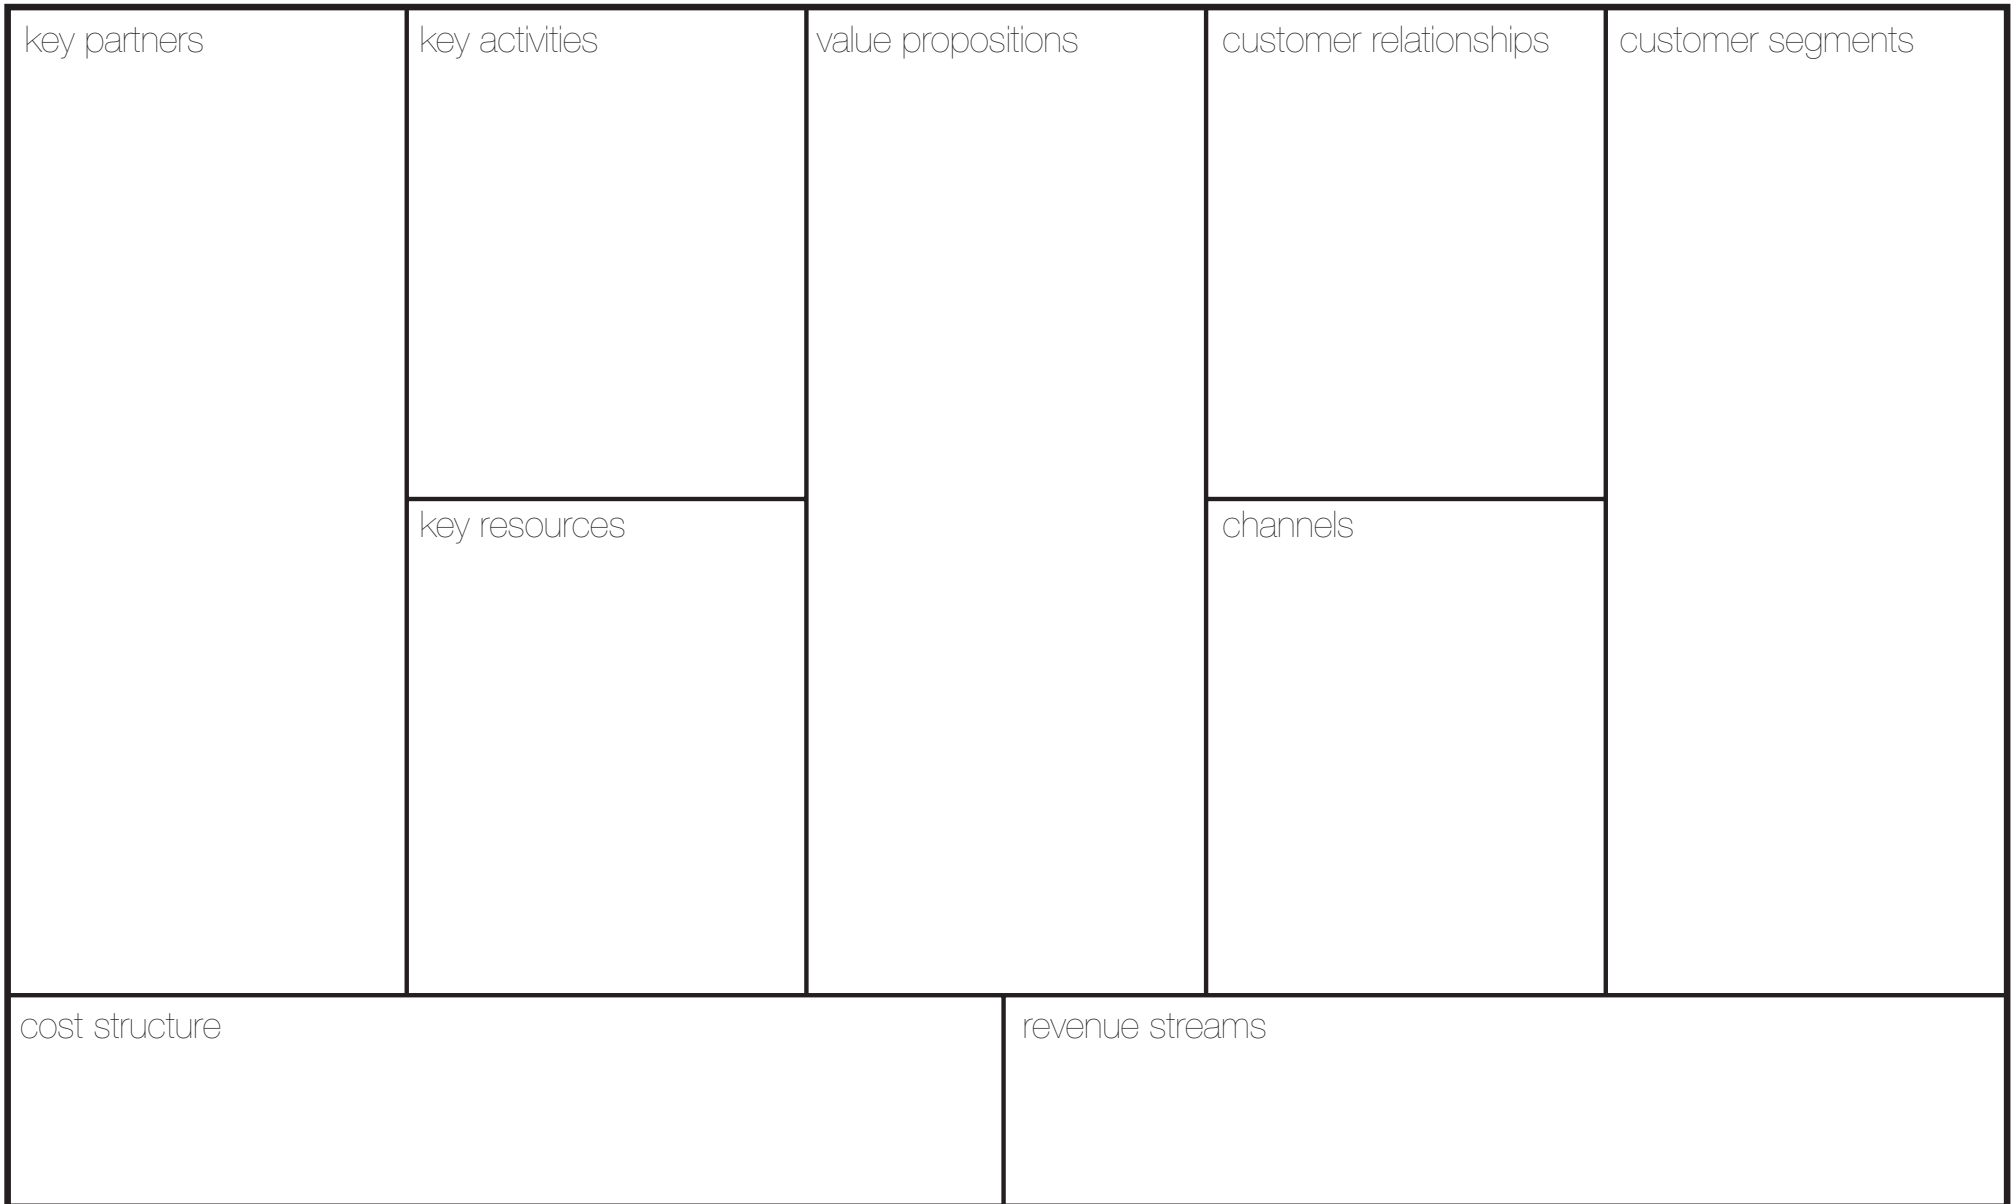 key partners
key activities
value propositions
customer relationships
customer segments
key resources
channels
cost structure
revenue streams